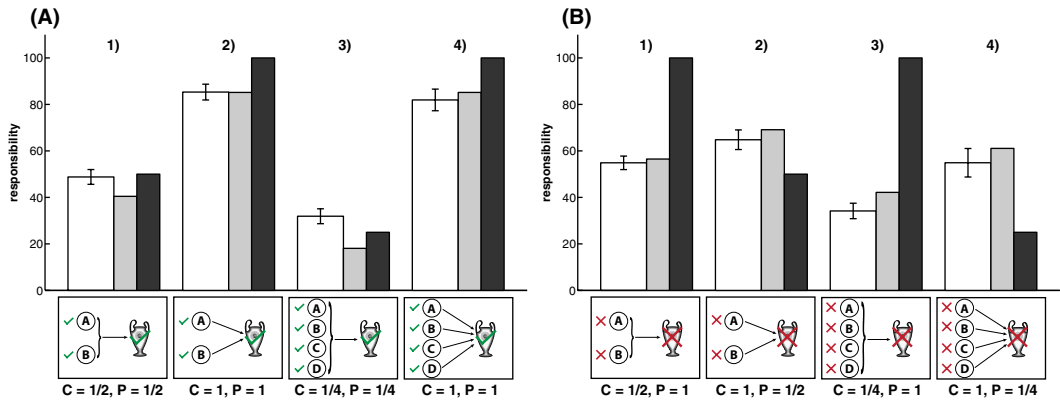 (A)
1)
2)
3)
4)
responsibility
100
80
60
40
20
0
A
B
C = 1/2, P = 1/2
A
B
C = 1, P = 1
A
B
C
D
C = 1/4, P = 1/4
A
B
C
D
C = 1, P = 1
(B)
1)
2)
3)
4)
responsibility
100
80
60
40
20
0
A
B
C = 1/2, P = 1
A
B
C = 1, P = 1/2
A
B
C
D
C = 1/4, P = 1
A
B
C
D
C = 1, P = 1/4